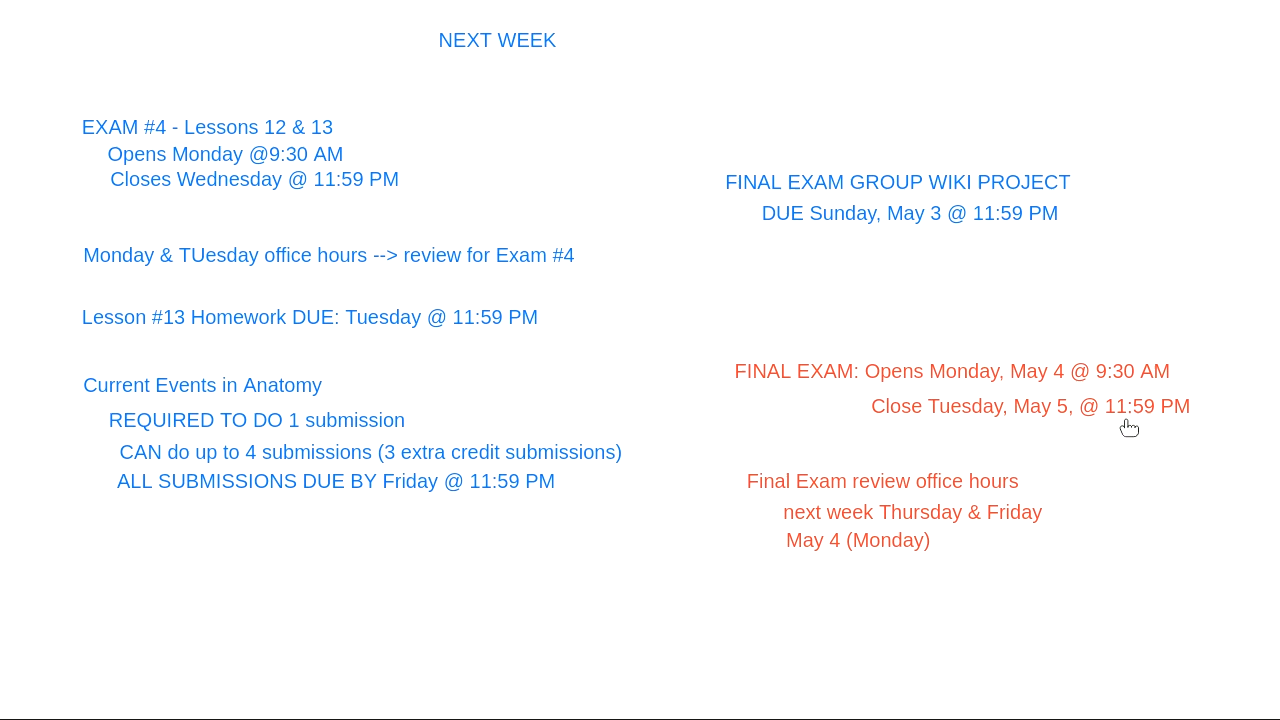 NEXT WEEK
EXAM #4 - Lessons 12 & 13
Opens Monday @9:30 AM
Closes Wednesday @ 11:59 PM
Monday & TUesday office hours --> review for Exam #4
Lesson #13 Homework DUE: Tuesday @ 11:59 PM
Current Events in Anatomy
REQUIRED TO DO 1 submission
CAN do up to 4 submissions (3 extra credit submissions)
ALL SUBMISSIONS DUE BY Friday @ 11:59 PM
FINAL EXAM GROUP WIKI PROJECT
DUE Sunday, May 3 @ 11:59 PM
FINAL EXAM: Opens Monday, May 4 @ 9:30 AM
Close Tuesday, May 5, @ 11:59 PM
Final Exam review office hours
next week Thursday & Friday
May 4 (Monday)